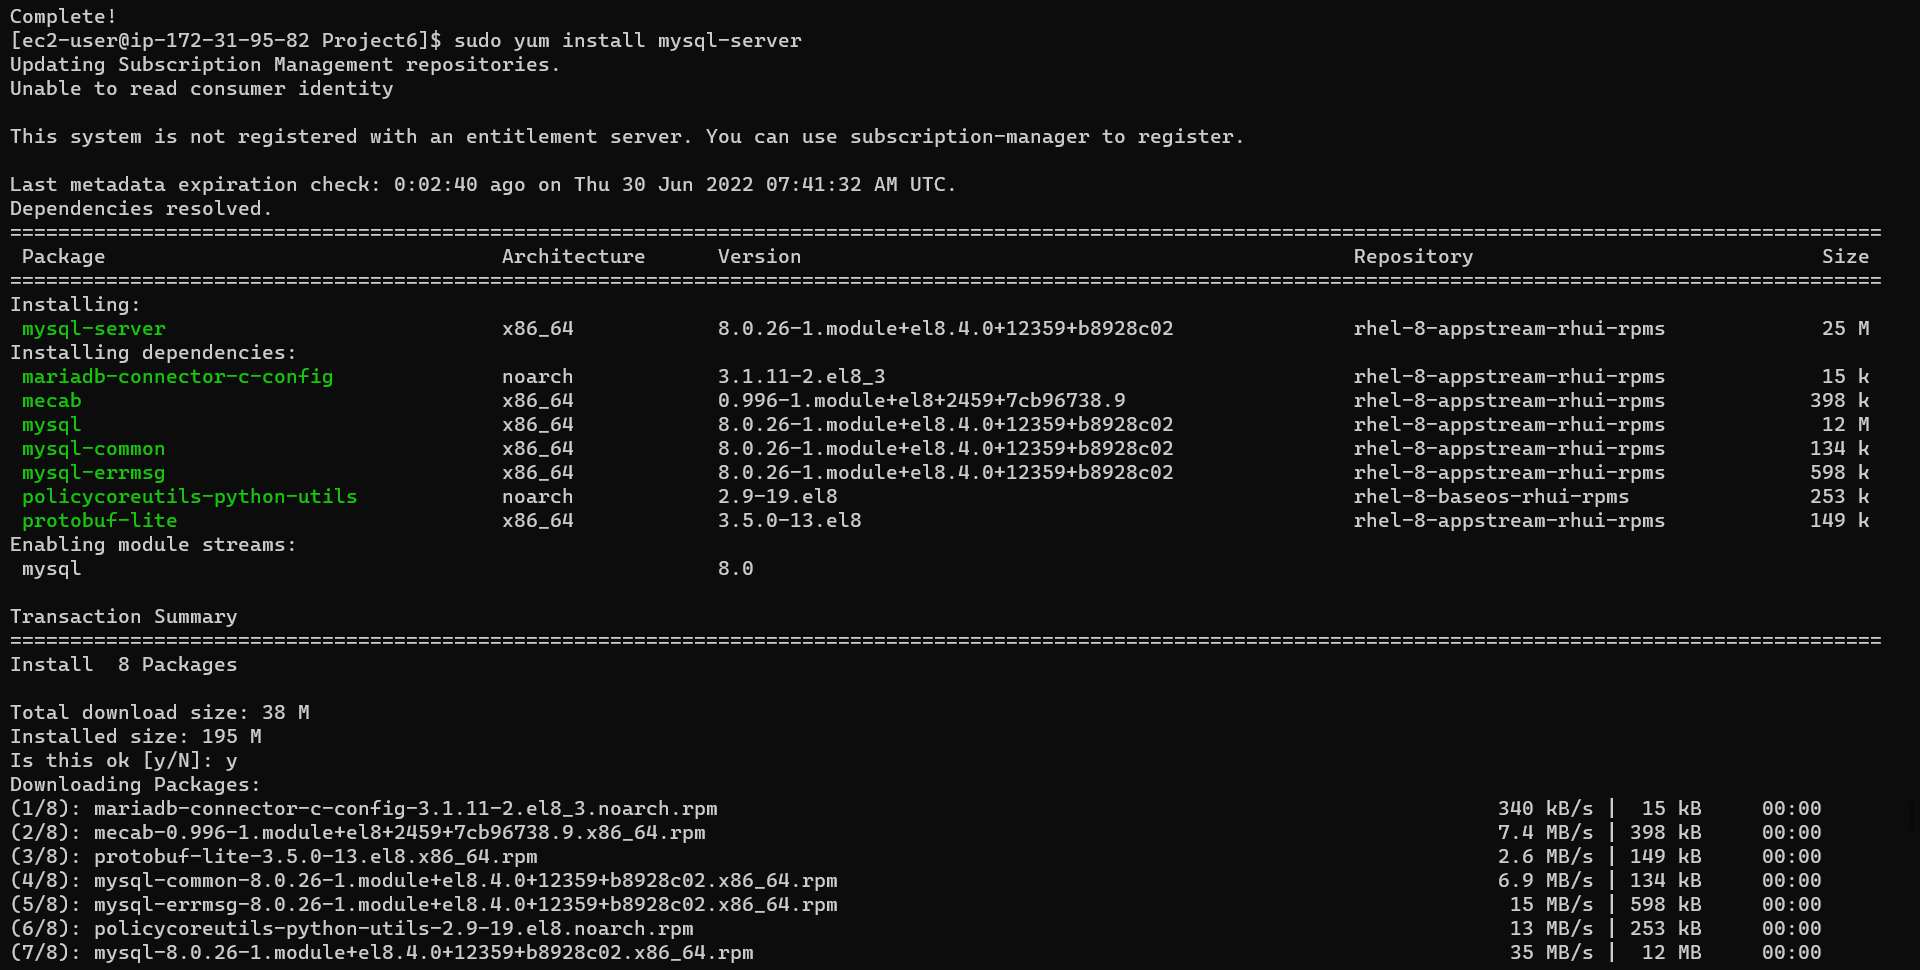 Complete!
[ec2-user@ip-172-31-95-82 Project6]$ sudo yum install mysql-server
Updating Subscription Management repositories.
Unable to read consumer identity

This system is not registered with an entitlement server. You can use subscription-manager to register.

Last metadata expiration check: 0:02:40 ago on Thu 30 Jun 2022 07:41:32 AM UTC.
Dependencies resolved.
============================================================================================================================================================
 Package                                 Architecture      Version                                              Repository                             Size
============================================================================================================================================================
Installing:
 mysql-server                            x86_64            8.0.26-1.module+el8.4.0+12359+b8928c02               rhel-8-appstream-rhui-rpms             25 M
Installing dependencies:
 mariadb-connector-c-config              noarch            3.1.11-2.el8_3                                       rhel-8-appstream-rhui-rpms             15 k
 mecab                                   x86_64            0.996-1.module+el8+2459+7cb96738.9                   rhel-8-appstream-rhui-rpms            398 k
 mysql                                   x86_64            8.0.26-1.module+el8.4.0+12359+b8928c02               rhel-8-appstream-rhui-rpms             12 M
 mysql-common                            x86_64            8.0.26-1.module+el8.4.0+12359+b8928c02               rhel-8-appstream-rhui-rpms            134 k
 mysql-errmsg                            x86_64            8.0.26-1.module+el8.4.0+12359+b8928c02               rhel-8-appstream-rhui-rpms            598 k
 policycoreutils-python-utils            noarch            2.9-19.el8                                           rhel-8-baseos-rhui-rpms               253 k
 protobuf-lite                           x86_64            3.5.0-13.el8                                         rhel-8-appstream-rhui-rpms            149 k
Enabling module streams:
 mysql                                                     8.0

Transaction Summary
============================================================================================================================================================
Install  8 Packages

Total download size: 38 M
Installed size: 195 M
Is this ok [y/N]: y
Downloading Packages:
(1/8): mariadb-connector-c-config-3.1.11-2.el8_3.noarch.rpm                                                                 340 kB/s |  15 kB     00:00
(2/8): mecab-0.996-1.module+el8+2459+7cb96738.9.x86_64.rpm                                                                  7.4 MB/s | 398 kB     00:00
(3/8): protobuf-lite-3.5.0-13.el8.x86_64.rpm                                                                                2.6 MB/s | 149 kB     00:00
(4/8): mysql-common-8.0.26-1.module+el8.4.0+12359+b8928c02.x86_64.rpm                                                       6.9 MB/s | 134 kB     00:00
(5/8): mysql-errmsg-8.0.26-1.module+el8.4.0+12359+b8928c02.x86_64.rpm                                                        15 MB/s | 598 kB     00:00
(6/8): policycoreutils-python-utils-2.9-19.el8.noarch.rpm                                                                    13 MB/s | 253 kB     00:00
(7/8): mysql-8.0.26-1.module+el8.4.0+12359+b8928c02.x86_64.rpm                                                               35 MB/s |  12 MB     00:00